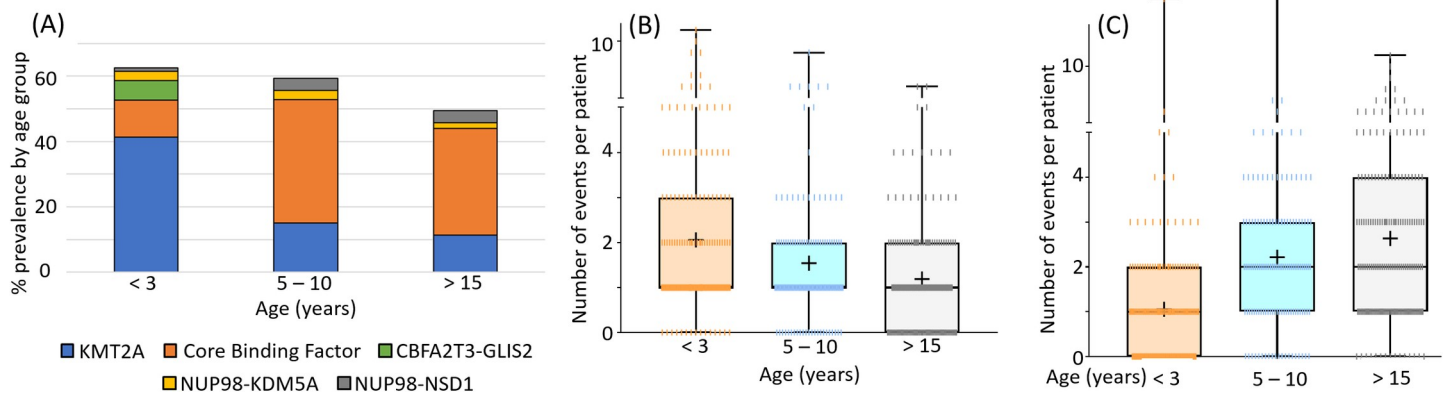 (A)
% prevalence by age group
60
40
20
0
< 3
5 – 10
> 15
Age (years)
KMT2A
Core Binding Factor
CBFA2T3-GLIS2
NUP98-KDM5A
NUP98-NSD1
(B)
Number of events per patient
10
4
2
0
< 3
5 – 10
> 15
Age (years)
(C)
Number of events per patient
10
4
2
0
Age (years) < 3
5 – 10
> 15